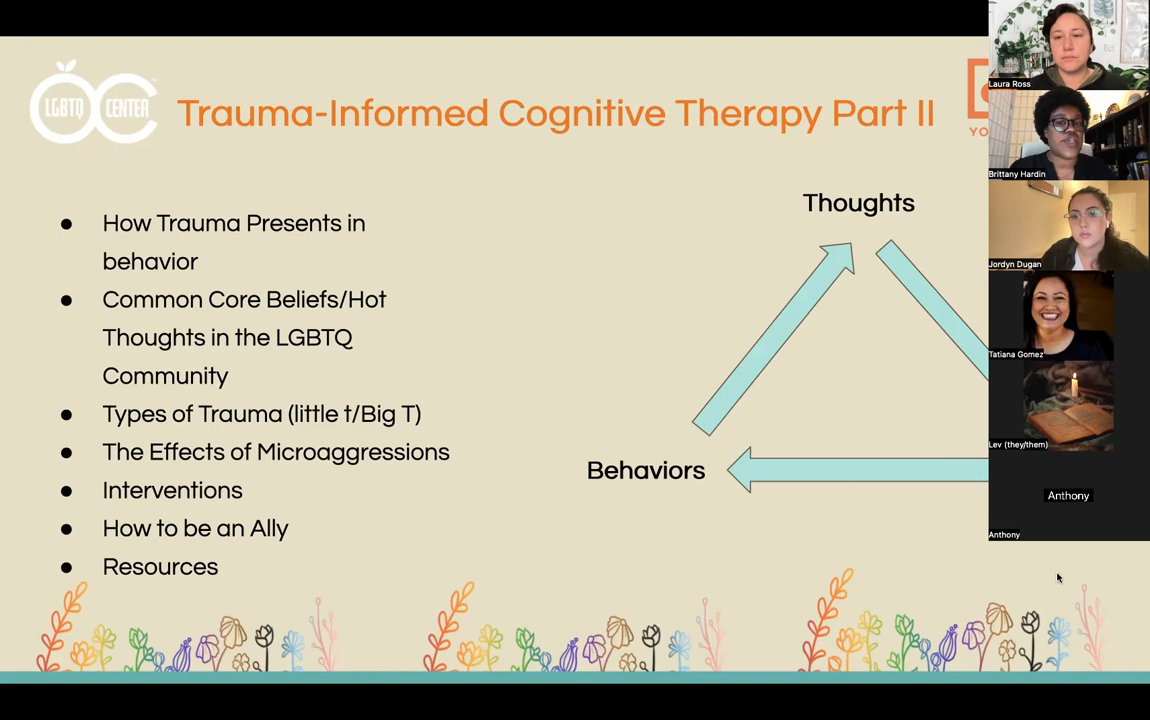 LGBTQ CENTER
Trauma-Informed Cognitive Therapy Part II
YO
How Trauma Presents in
behavior
Common Core Beliefs/Hot
Thoughts in the LGBTQ
Community
Types of Trauma (little t/Big T)
The Effects of Microaggressions
Interventions
How to be an Ally
Resources
Thoughts
Behaviors
Laura Ross
Brittany Hardin
Jordyn Dugan
Tatiana Gomez
Lev (they/them)
Anthony
Anthony